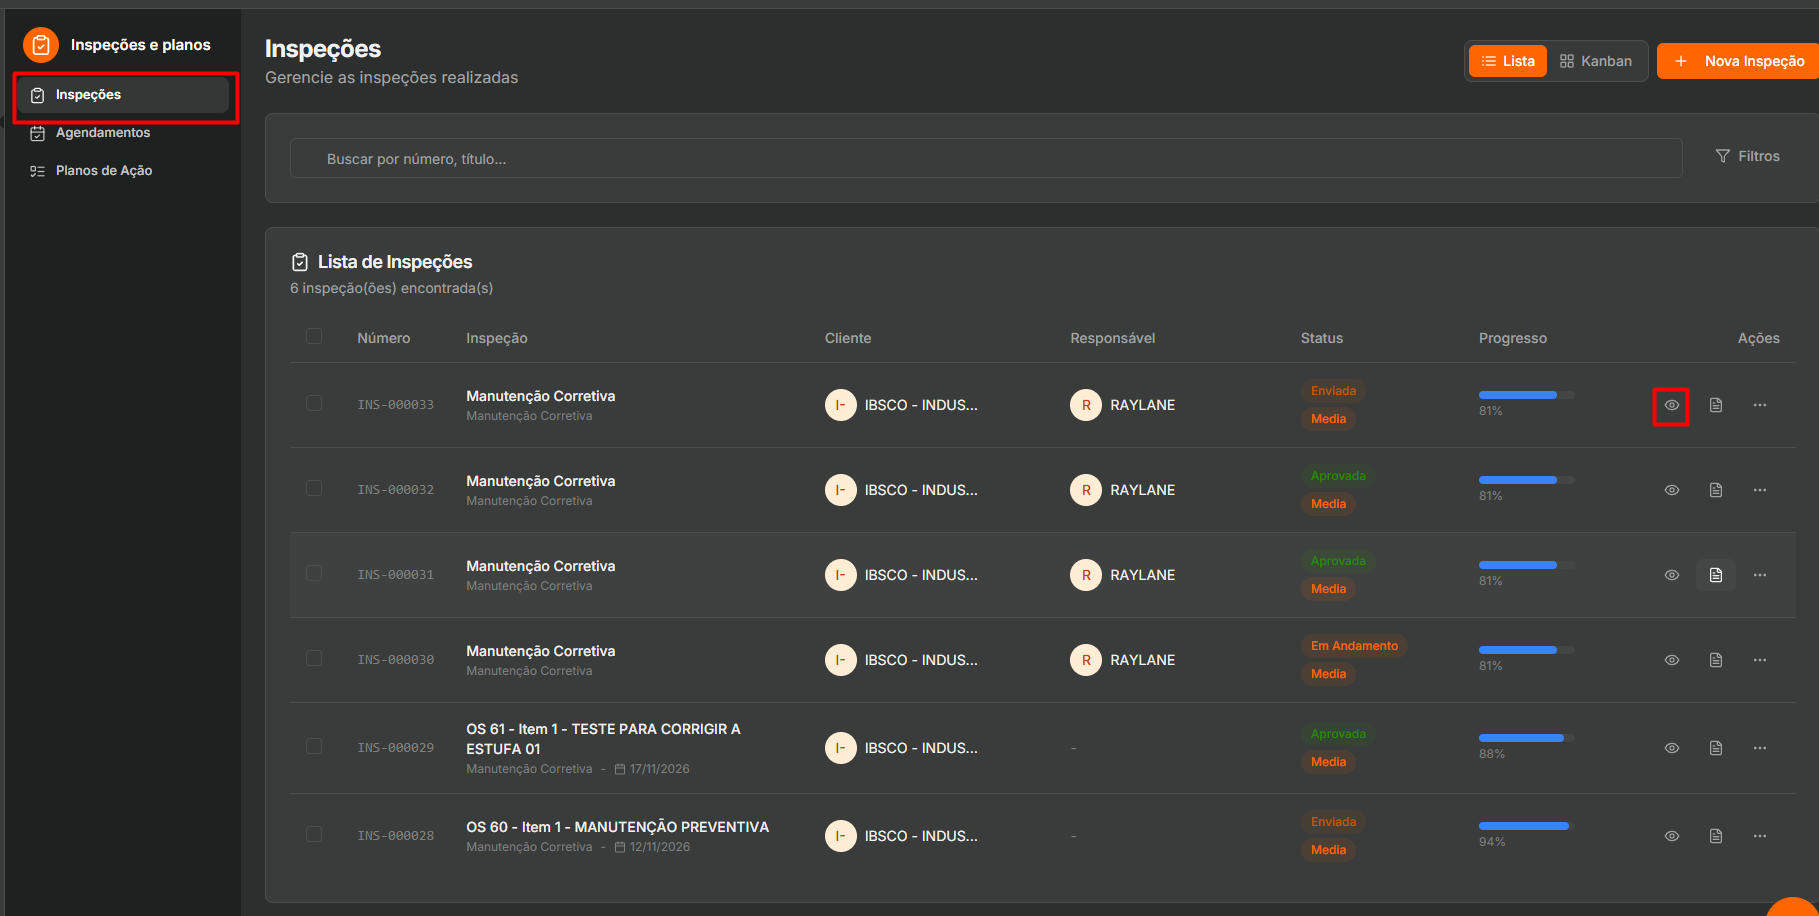 Inspeções e planos
Inspeções
Agendamentos
Planos de Ação
Inspeções
Gerencie as inspeções realizadas
Lista
Kanban
Nova Inspeção
Buscar por número, título...
Filtros
Lista de Inspeções
6 inspeção(ões) encontrada(s)
Número Inspeção Cliente Responsável Status Progresso Ações
INS-000033
Manutenção Corretiva
Manutenção Corretiva
I-
IBSCO - INDUS...
R
RAYLANE
Enviada
Media
81%
INS-000032
Manutenção Corretiva
Manutenção Corretiva
I-
IBSCO - INDUS...
R
RAYLANE
Aprovada
Media
81%
INS-000031
Manutenção Corretiva
Manutenção Corretiva
I-
IBSCO - INDUS...
R
RAYLANE
Aprovada
Media
81%
INS-000030
Manutenção Corretiva
Manutenção Corretiva
I-
IBSCO - INDUS...
R
RAYLANE
Em Andamento
Media
81%
INS-000029
OS 61 - Item 1 - TESTE PARA CORRIGIR A
ESTUFA 01
Manutenção Corretiva - 17/11/2026
I-
IBSCO - INDUS...
-
Aprovada
Media
88%
INS-000028
OS 60 - Item 1 - MANUTENÇÃO PREVENTIVA
Manutenção Corretiva - 12/11/2026
I-
IBSCO - INDUS...
-
Enviada
Media
94%